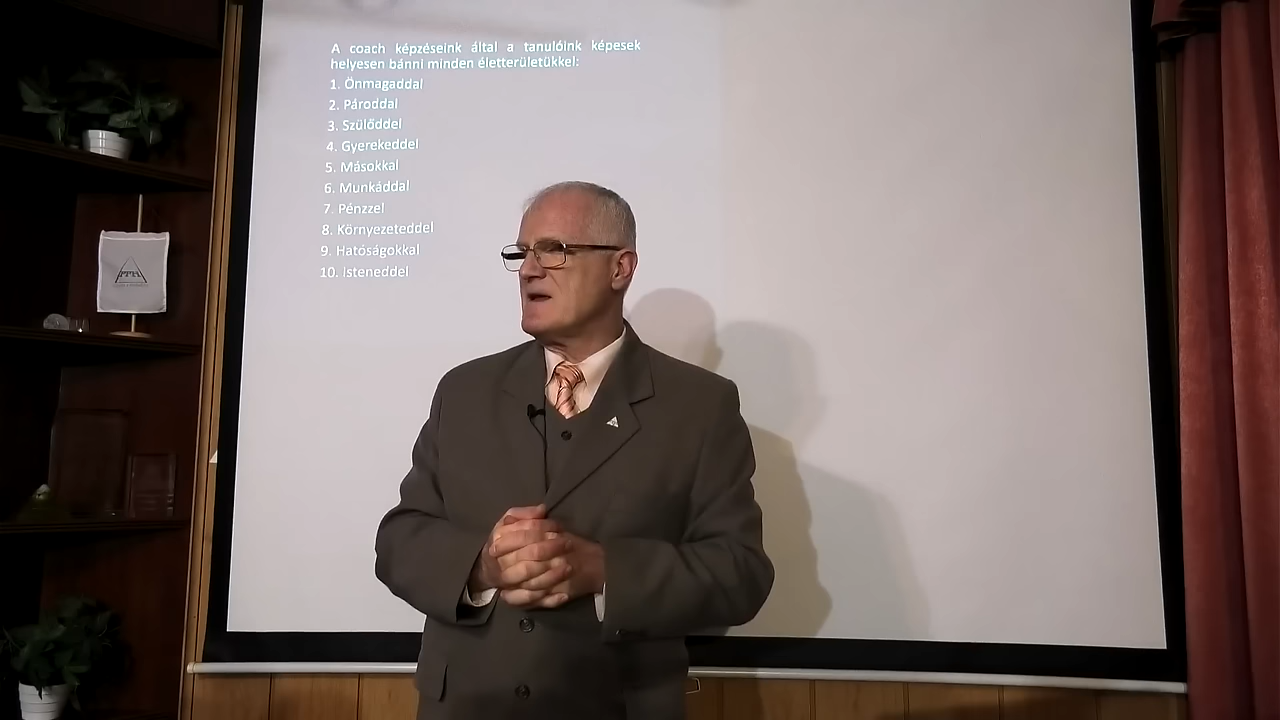 A coach képzéseink által a tanulóink képesek
helyesen bánni minden életterületükkel:
1. Önmagaddal
2. Pároddal
3. Szülőddel
4. Gyerekeddel
5. Másokkal
6. Munkáddal
7. Pénzzel
8. Környezeteddel
9. Hatóságokkal
10. Isteneddel